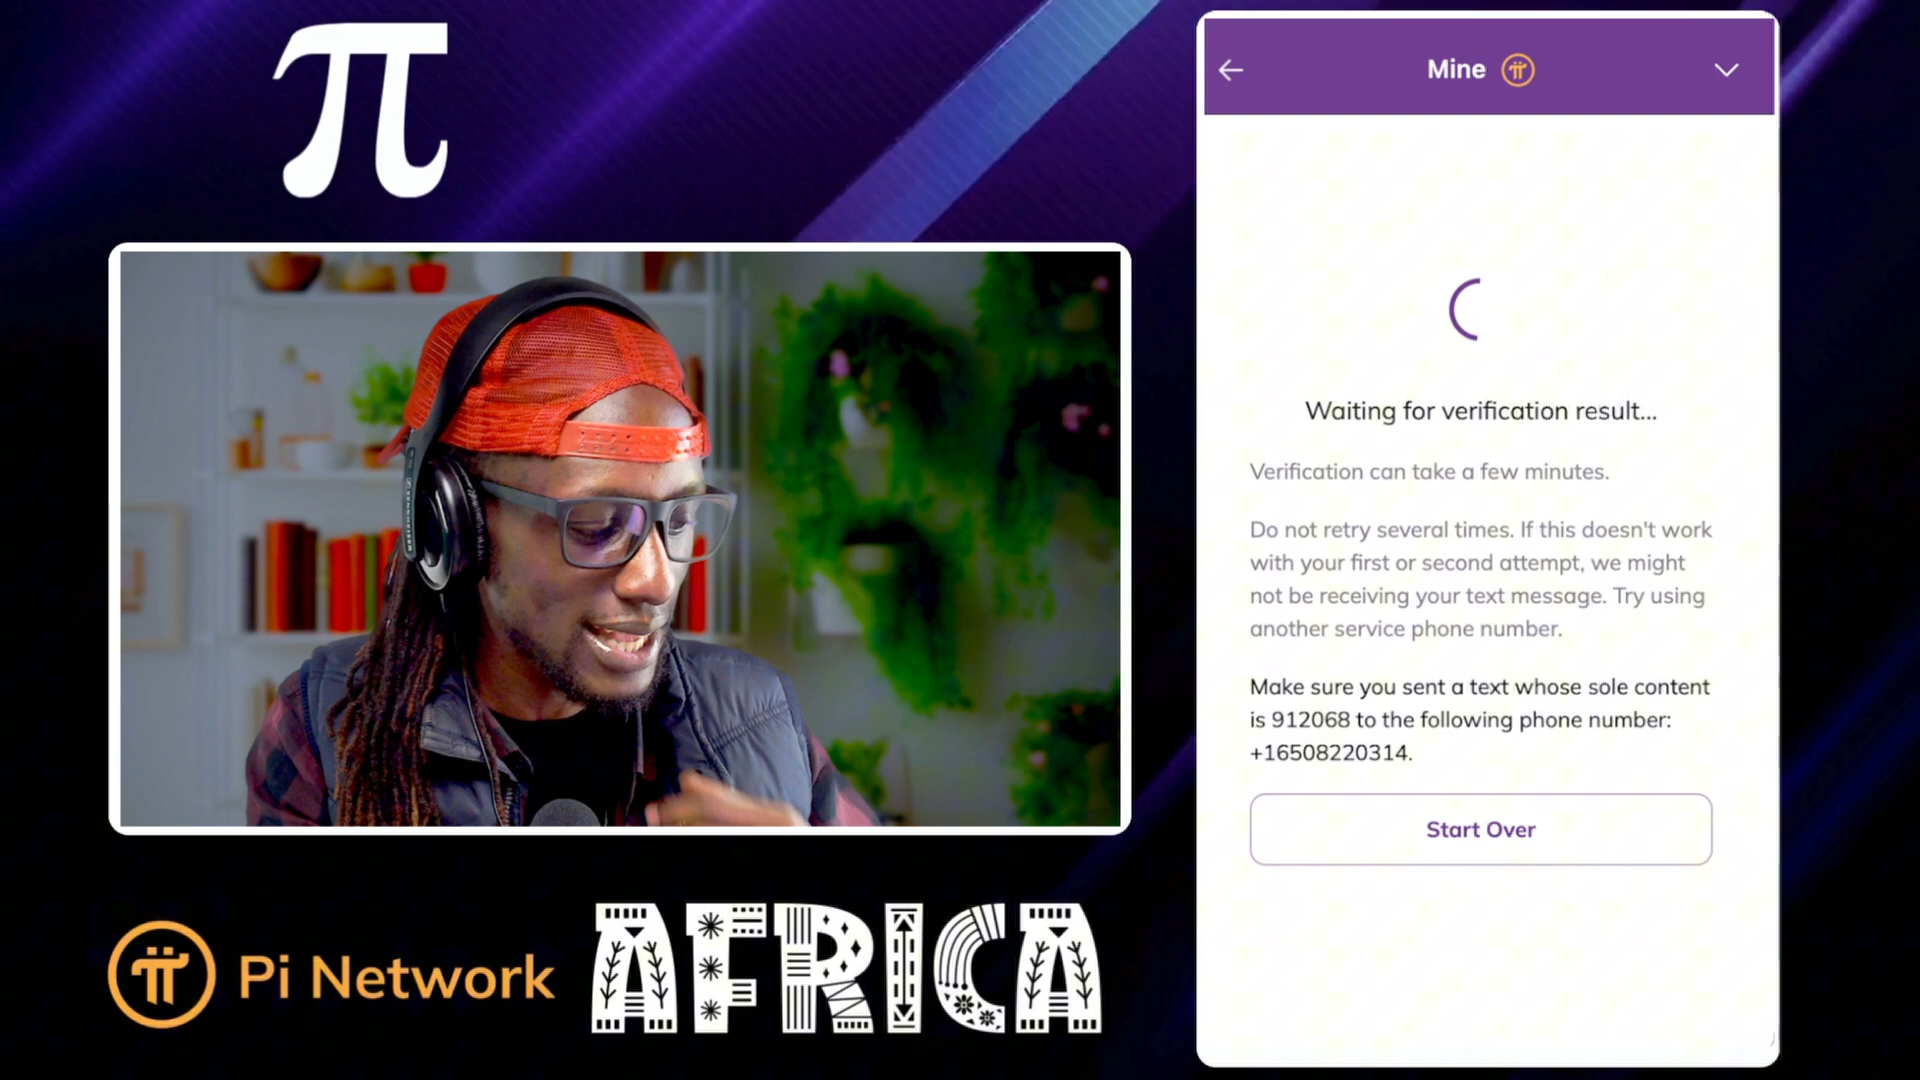 π
Pi Network
AFRICA
Mine
Waiting for verification result...
Verification can take a few minutes.
Do not retry several times. If this doesn't work
with your first or second attempt, we might
not be receiving your text message. Try using
another service phone number.
Make sure you sent a text whose sole content
is 912068 to the following phone number:
+16508220314.
Start Over